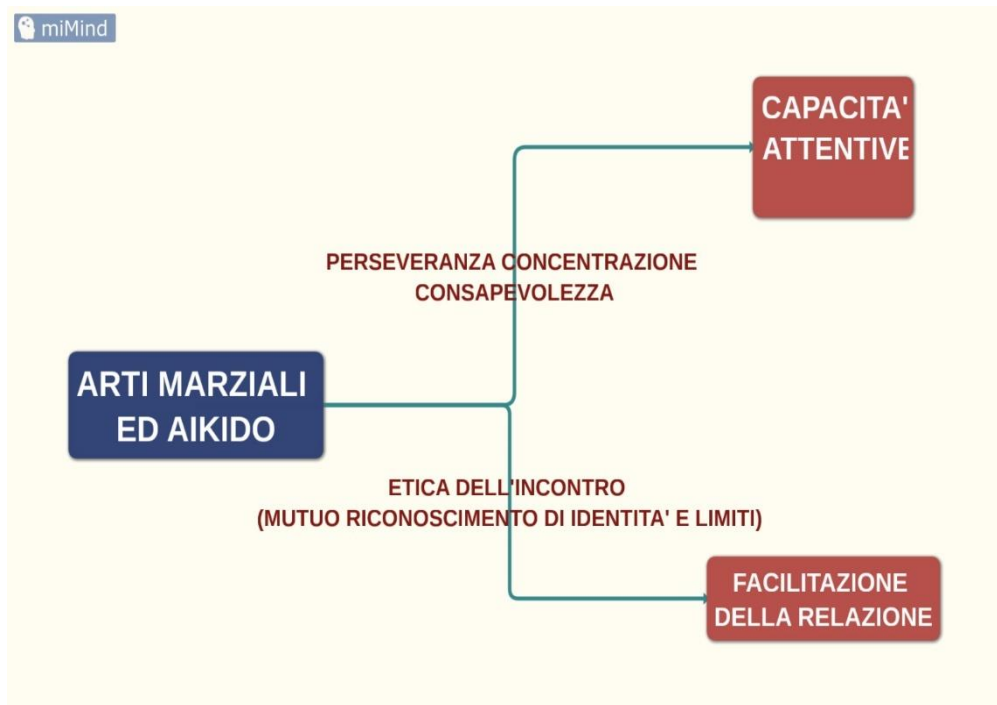 miMind
CAPACITA'
ATTENTIVE
PERSEVERANZA CONCENTRAZIONE
CONSAPEVOLEZZA
ARTI MARZIALI
ED AIKIDO
ETICA DELL'INCONTRO
(MUTUO RICONOSCIMENTO DI IDENTITA' E LIMITI)
FACILITAZIONE
DELLA RELAZIONE